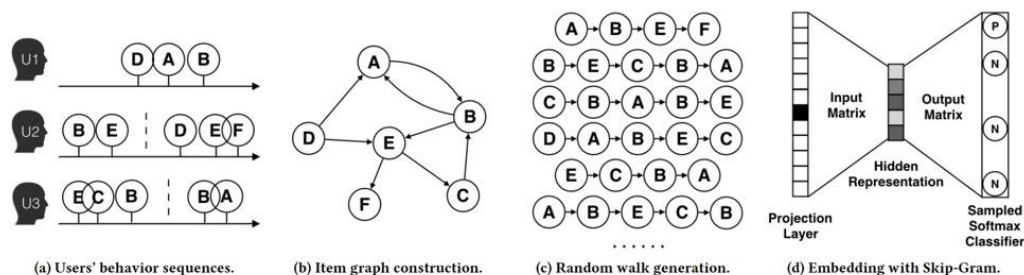 U1
D A B
U2
B E D E F
U3
E C B B A
(a) Users' behavior sequences.
A
B
D
E
F
C
(b) Item graph construction.
A B E F
B E C B A
C B A B E
D A B E C
E C B A
A B E C B
......
(c) Random walk generation.
P
N
N
N
Input
Matrix
Output
Matrix
Hidden
Representation
Projection
Layer
Sampled
Softmax
Classifier
(d) Embedding with Skip-Gram.